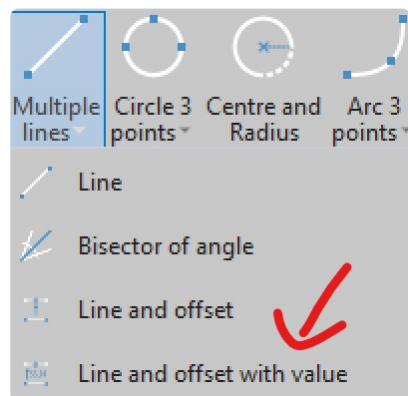 Multiple lines
Circle 3 points
Centre and Radius
Arc 3 points
Line
Bisector of angle
Line and offset
Line and offset with value